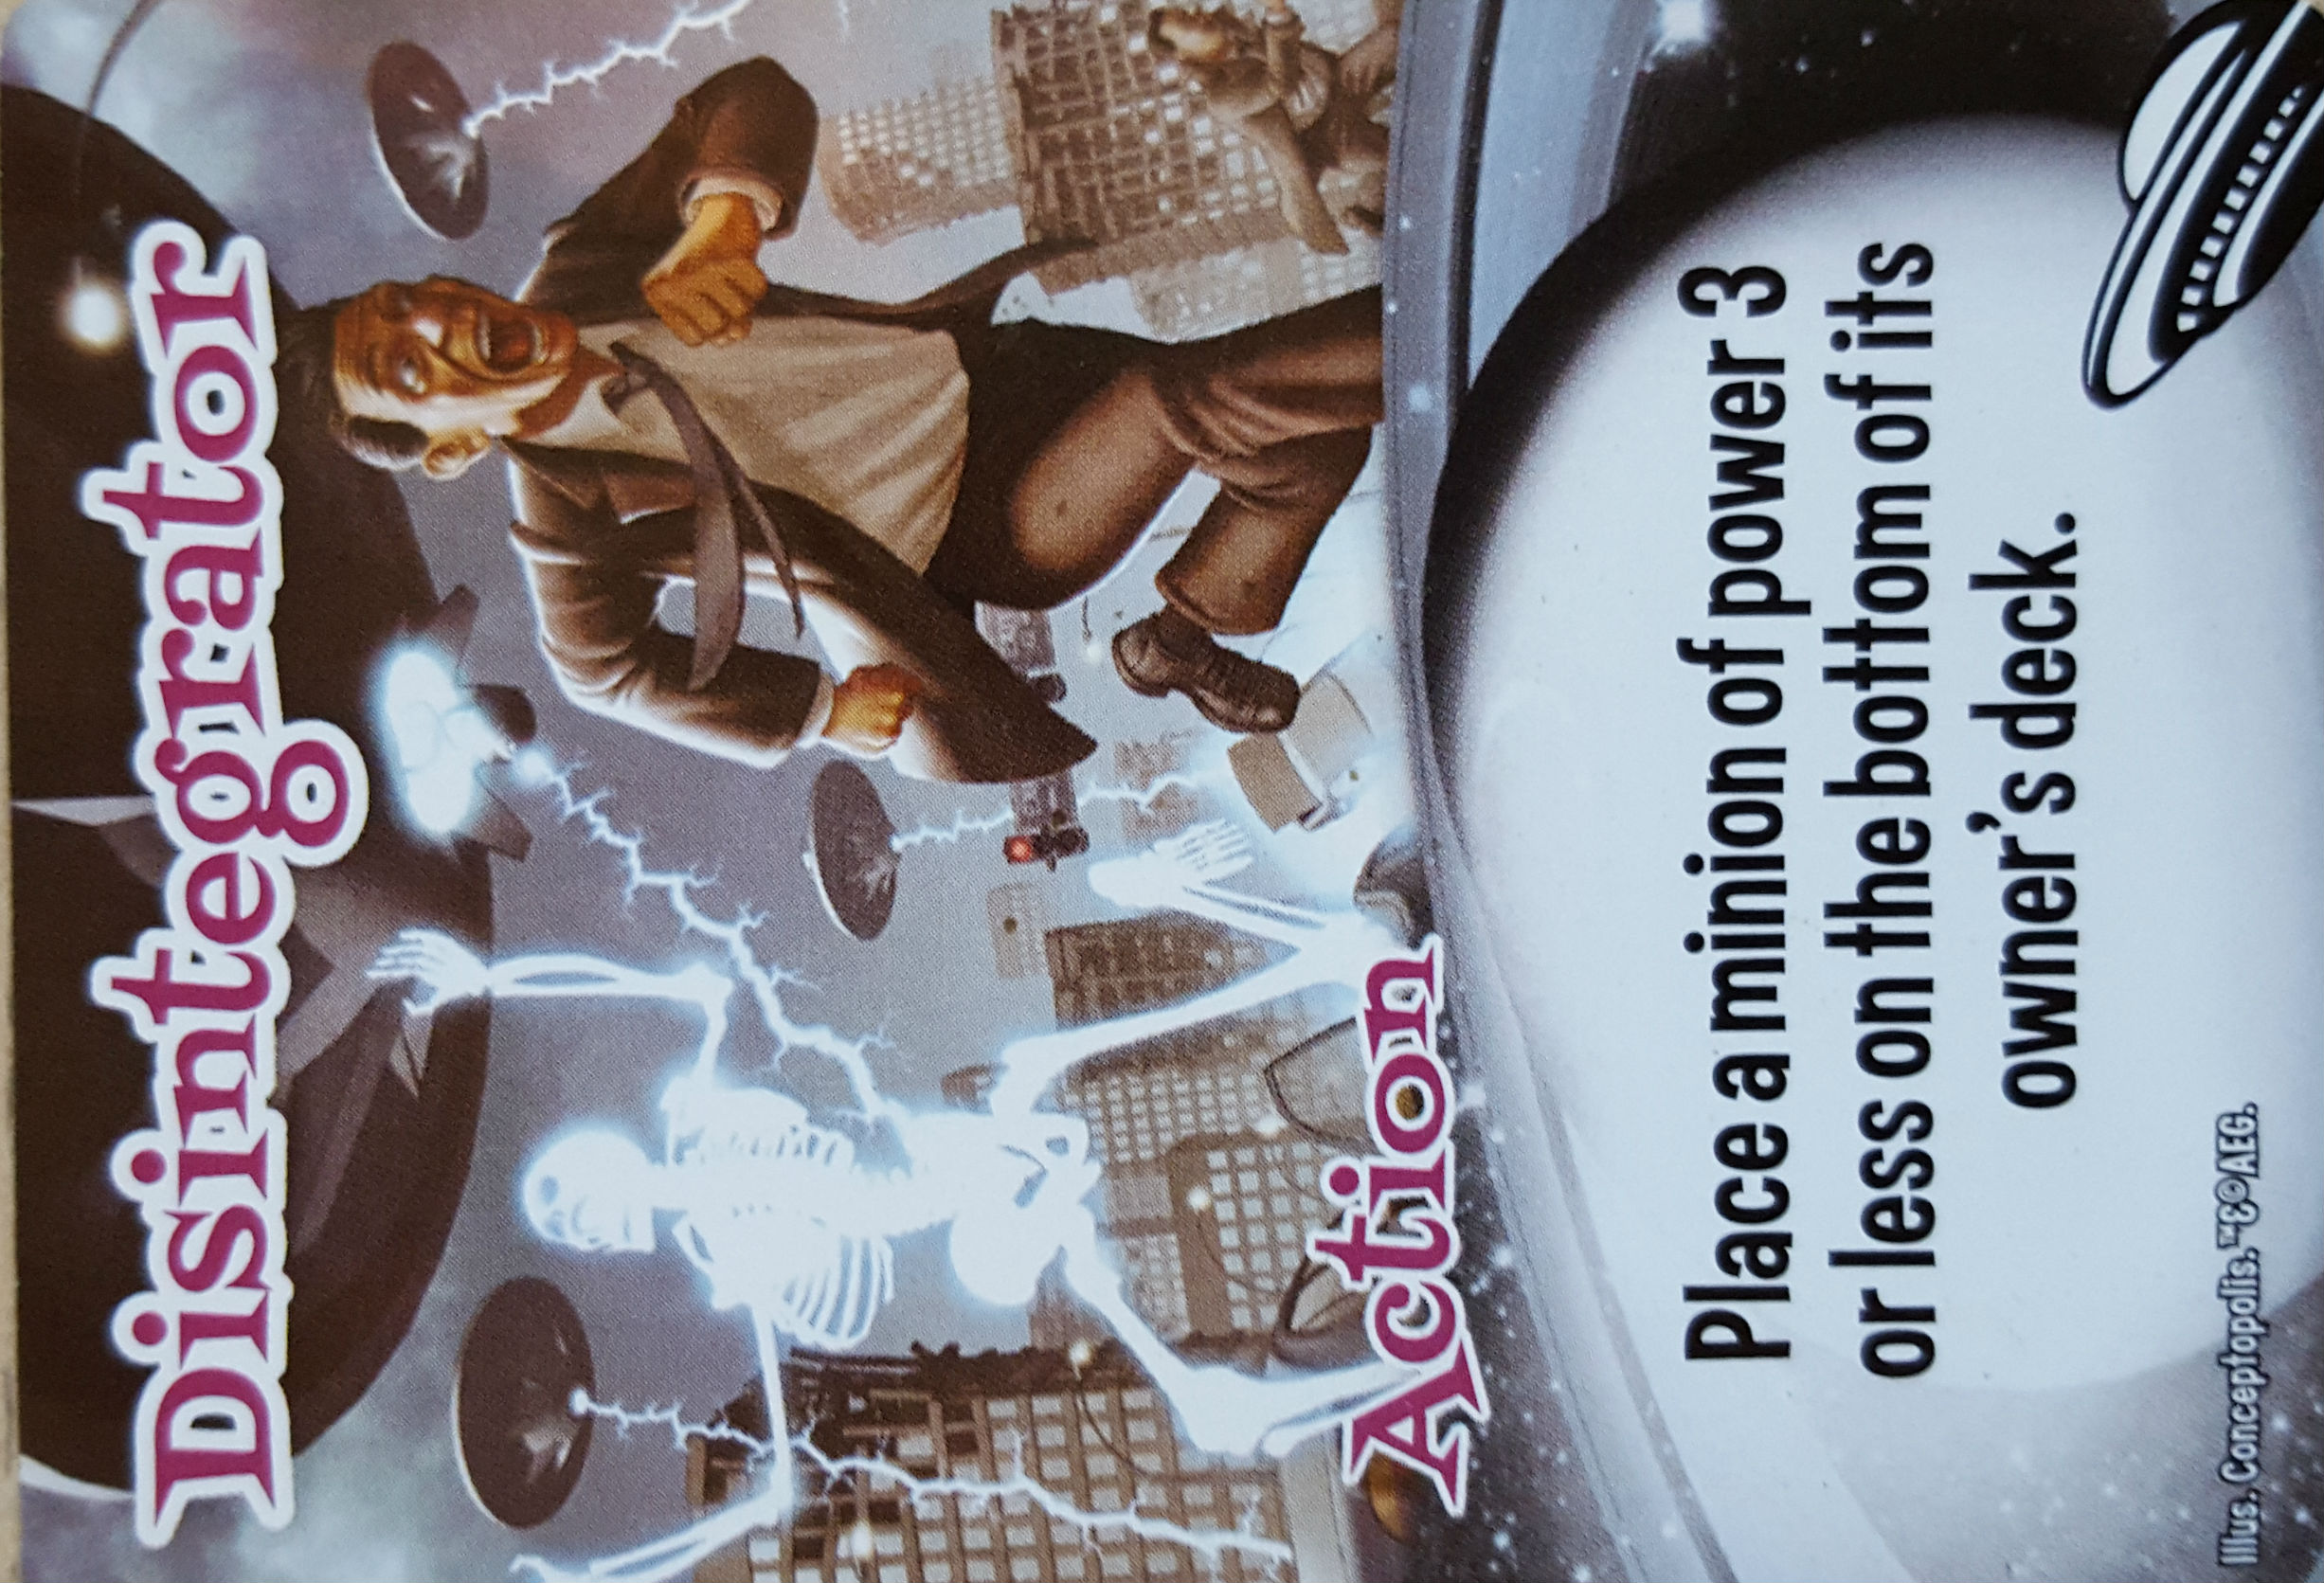 Disintegrator
Action
Place a minion of power 3
or less on the bottom of its
owner's deck.
Illus. Conceptopolis.™&©AEG.